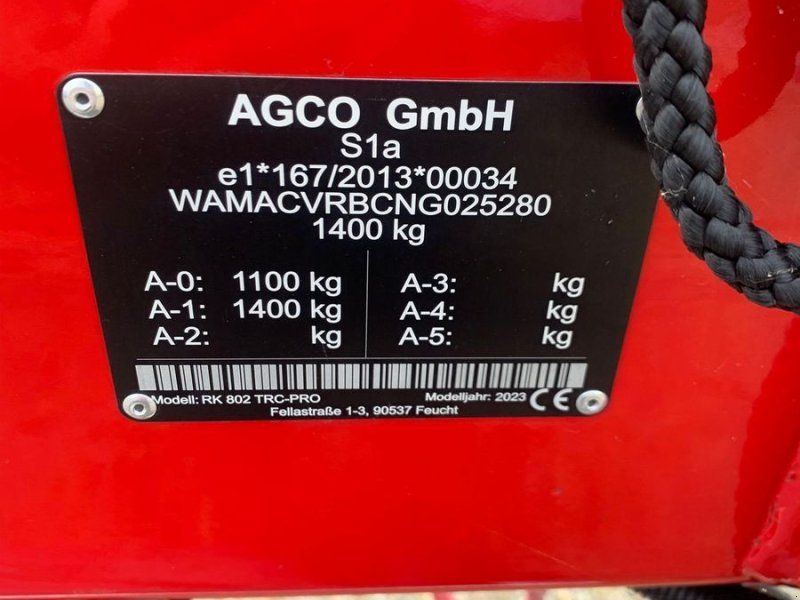 AGCO GmbH
S1a
e1*167/2013*00034
WAMACVRBCNG025280
1400 kg
A-0: 1100 kg A-3: kg
A-1: 1400 kg A-4: kg
A-2: kg A-5: kg
Modell: RK 802 TRC-PRO Modelljahr: 2023 CE
Fellastraße 1-3, 90537 Feucht